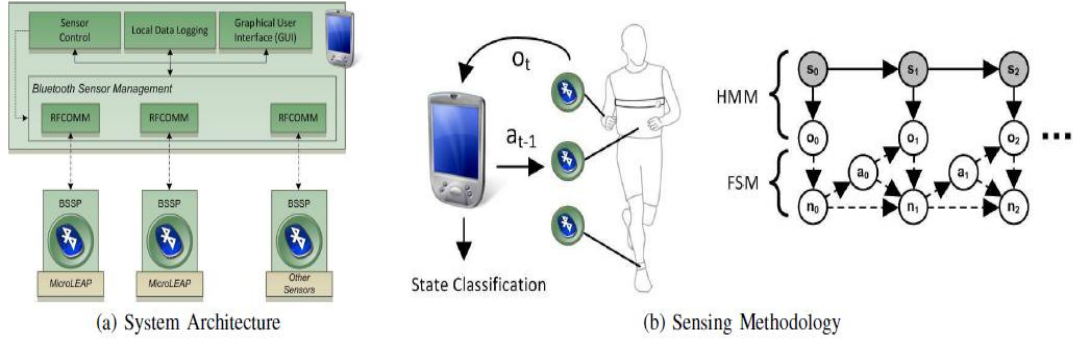 Sensor
Control
Local Data Logging
Graphical User
Interface (GUI)
Bluetooth Sensor Management
RFCOMM
RFCOMM
RFCOMM
BSSP
BSSP
BSSP
MicroLEAP
MicroLEAP
Other
Sensors
(a) System Architecture
oₜ
aₜ₋₁
State Classification
HMM
FSM
s₀
s₁
s₂
o₀
o₁
o₂
...
a₀
a₁
n₀
n₁
n₂
(b) Sensing Methodology